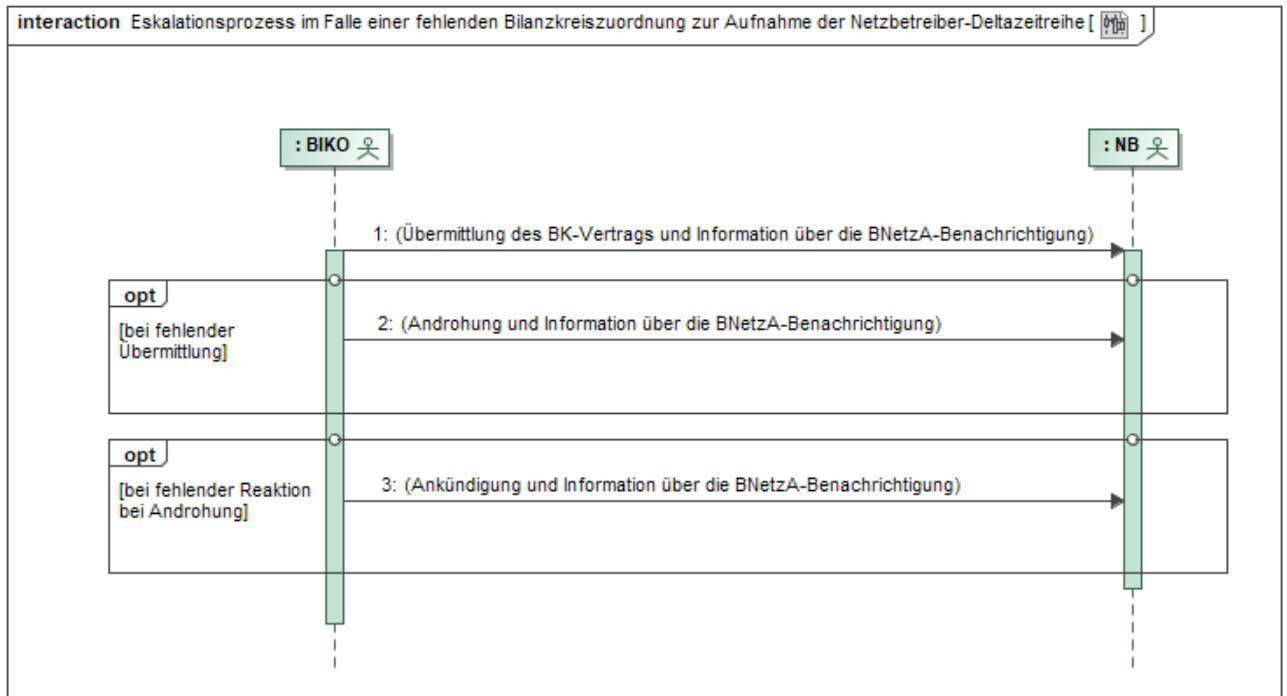 interaction Eskalationsprozess im Falle einer fehlenden Bilanzkreiszuordnung zur Aufnahme der Netzbetreiber-Deltazeitreihe [ ]
: BIKO
: NB
1: (Übermittlung des BK-Vertrags und Information über die BNetzA-Benachrichtigung)
opt
[bei fehlender
Übermittlung]
2: (Androhung und Information über die BNetzA-Benachrichtigung)
opt
[bei fehlender Reaktion
bei Androhung]
3: (Ankündigung und Information über die BNetzA-Benachrichtigung)